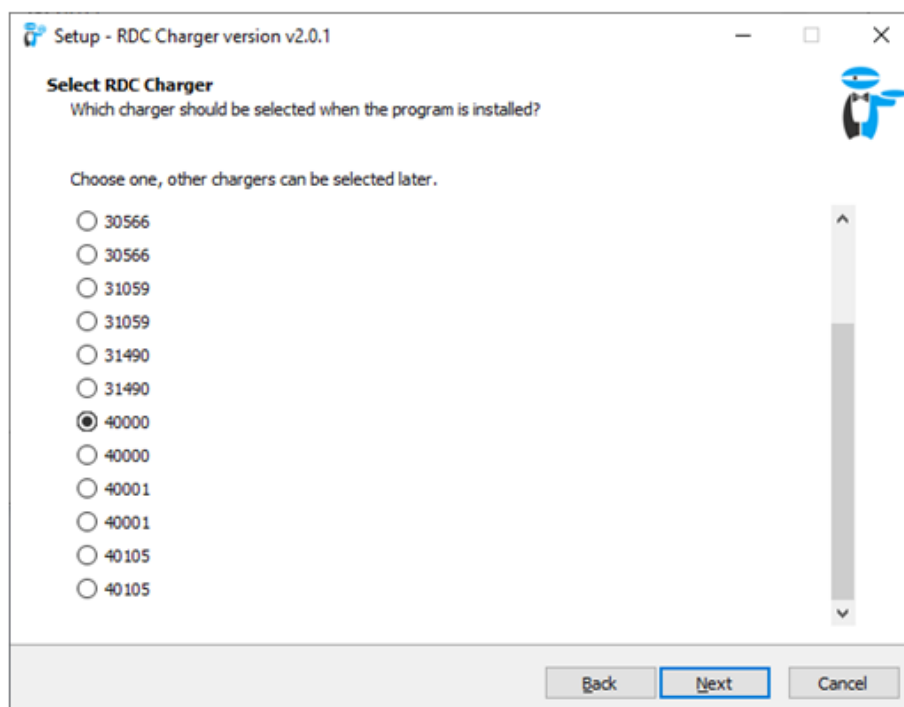 Setup - RDC Charger version v2.0.1
Select RDC Charger
Which charger should be selected when the program is installed?
Choose one, other chargers can be selected later.
30566
30566
31059
31059
31490
31490
40000
40000
40001
40001
40105
40105
Back Next Cancel